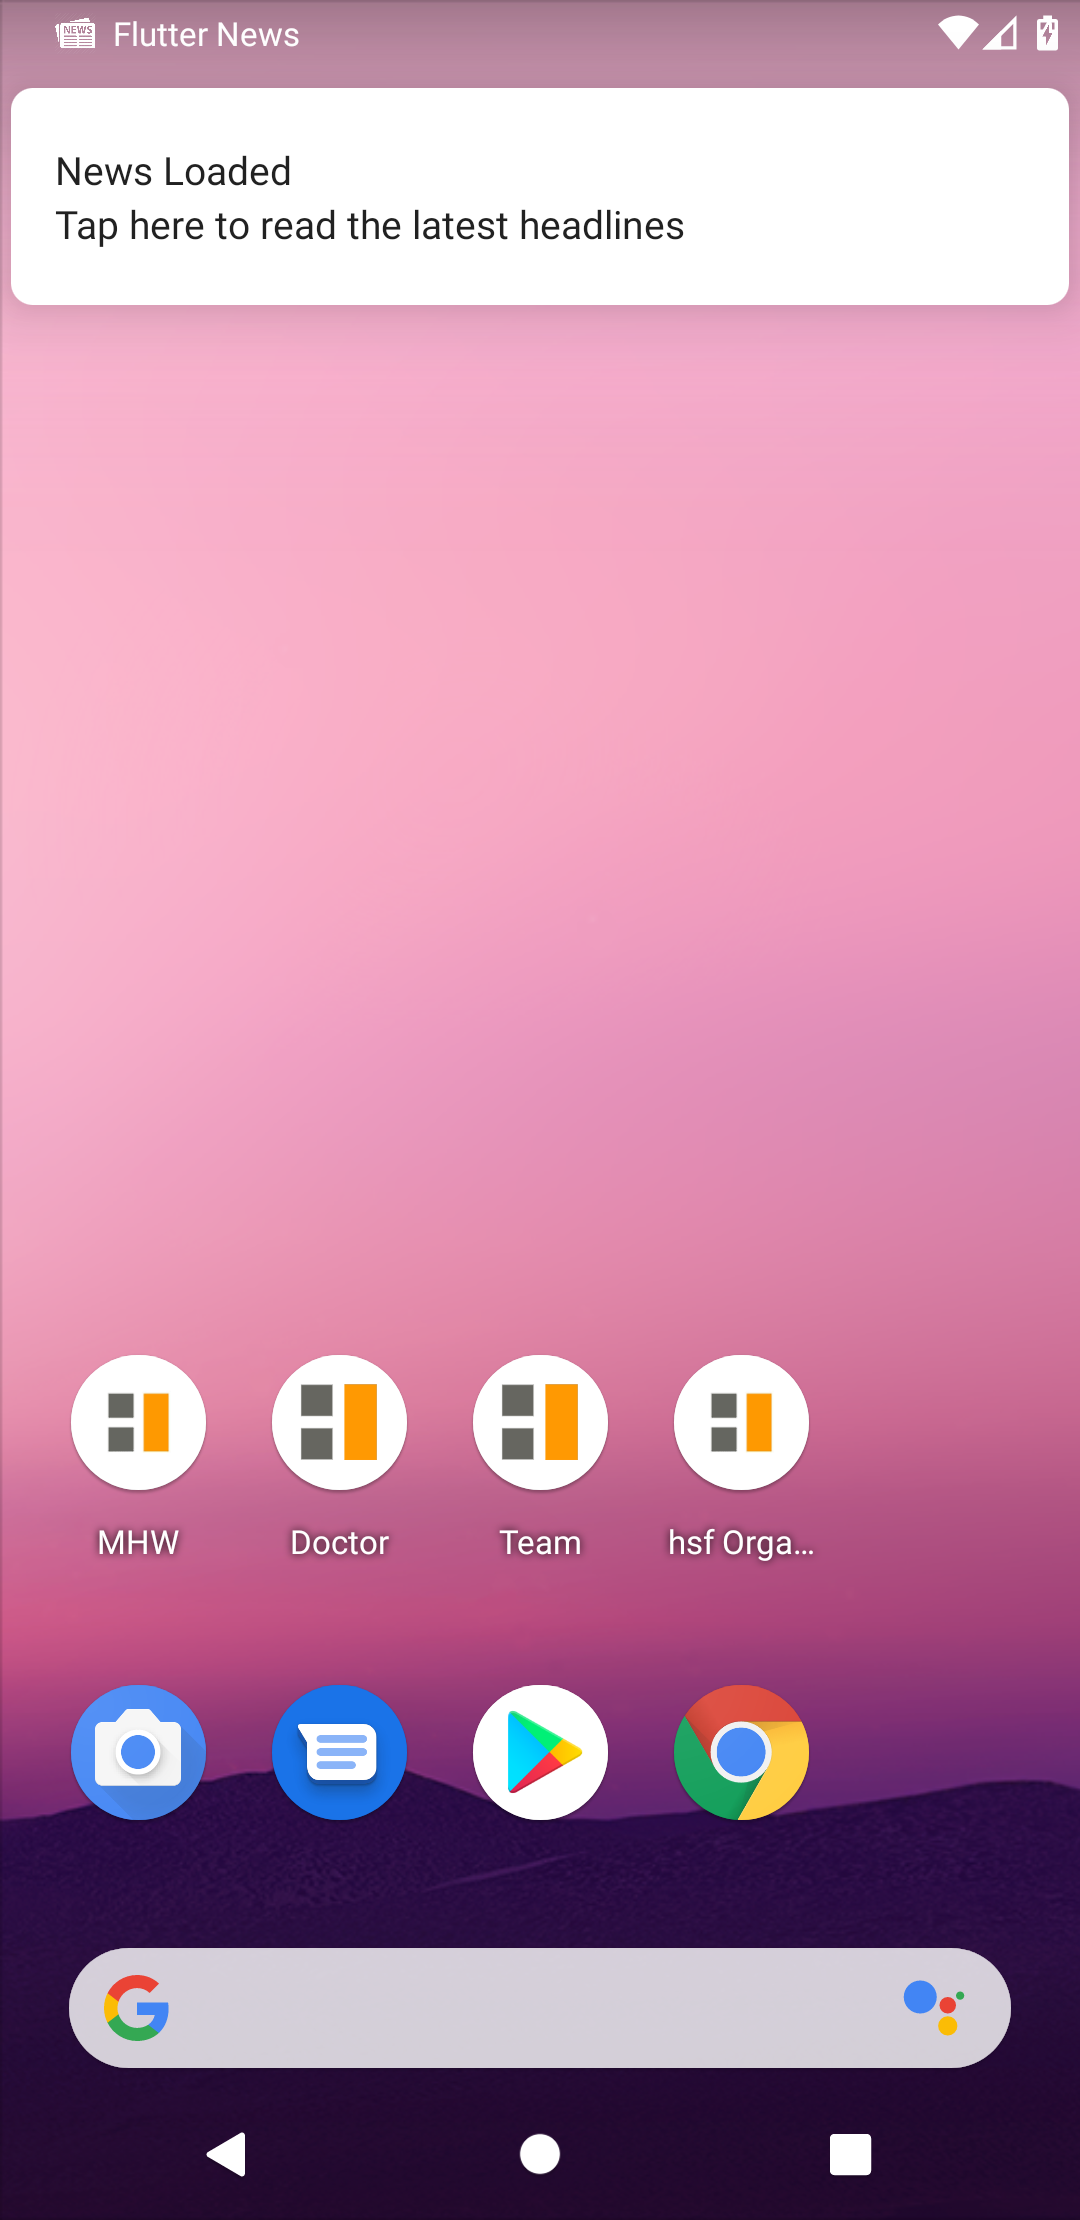 NEWS Flutter News
News Loaded
Tap here to read the latest headlines
MHW Doctor Team hsf Orga...